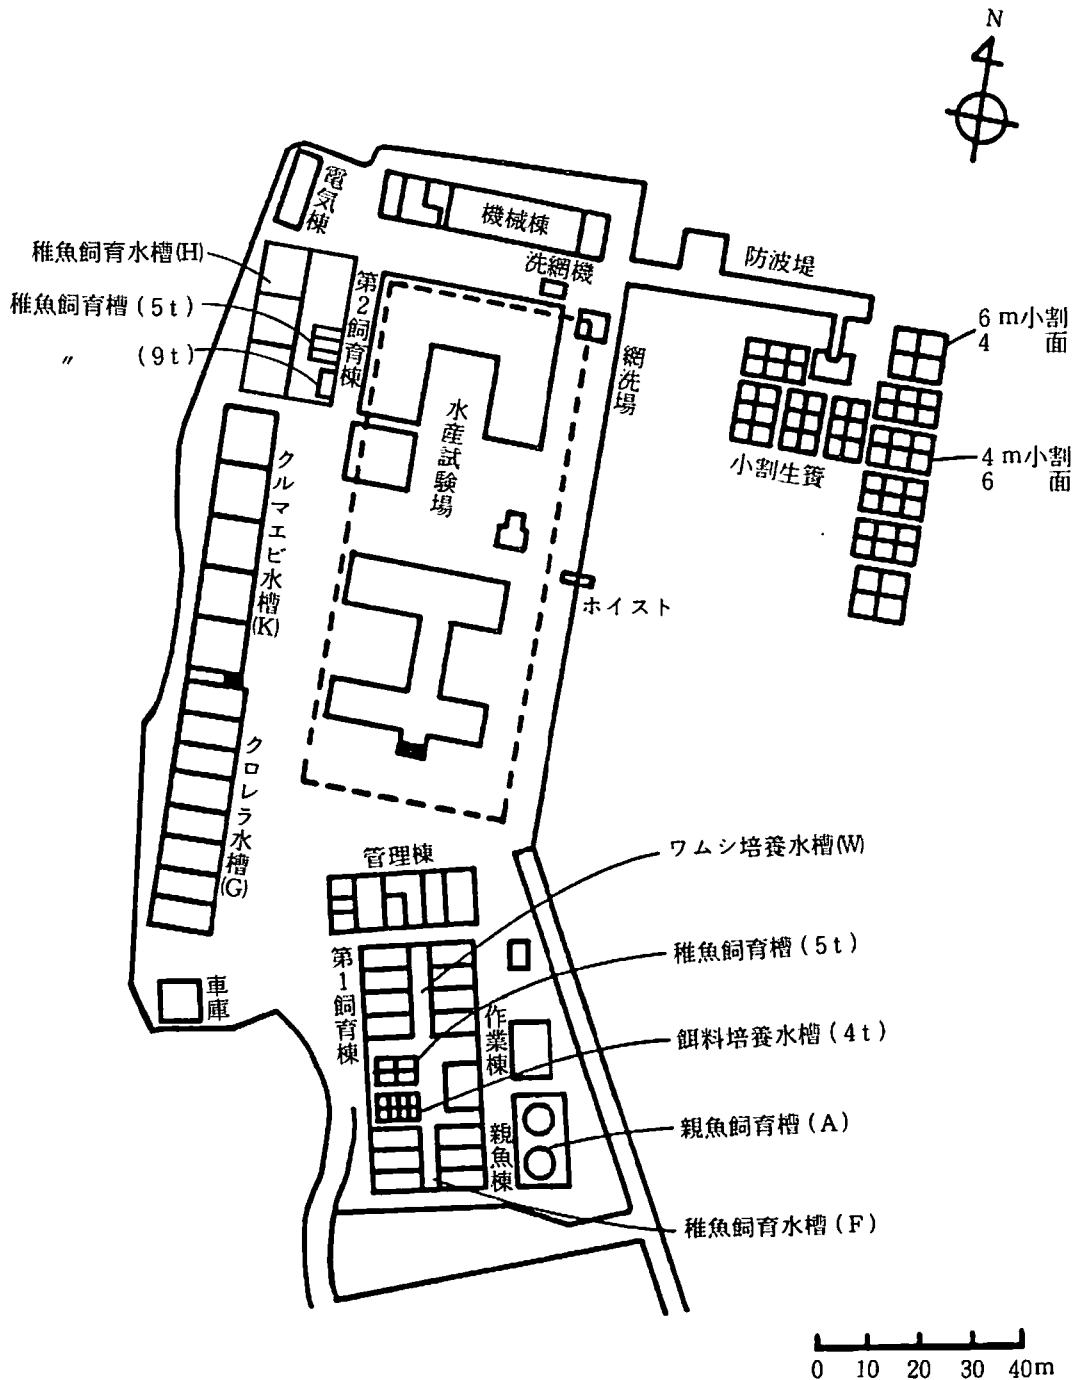 N
電気棟
機械棟
洗網機
防波堤
稚魚飼育水槽(H)
稚魚飼育槽(5t)
〃 (9t)
第2飼育棟
6m小割
4 面
網洗場
水産試験場
小割生簀
4m小割
6 面
クルマエビ水槽(K)
ホイスト
クロレラ水槽(G)
管理棟
ワムシ培養水槽(W)
第1飼育棟
稚魚飼育槽(5t)
車庫
作業棟
餌料培養水槽(4t)
親魚棟
親魚飼育槽(A)
稚魚飼育水槽(F)
0 10 20 30 40m